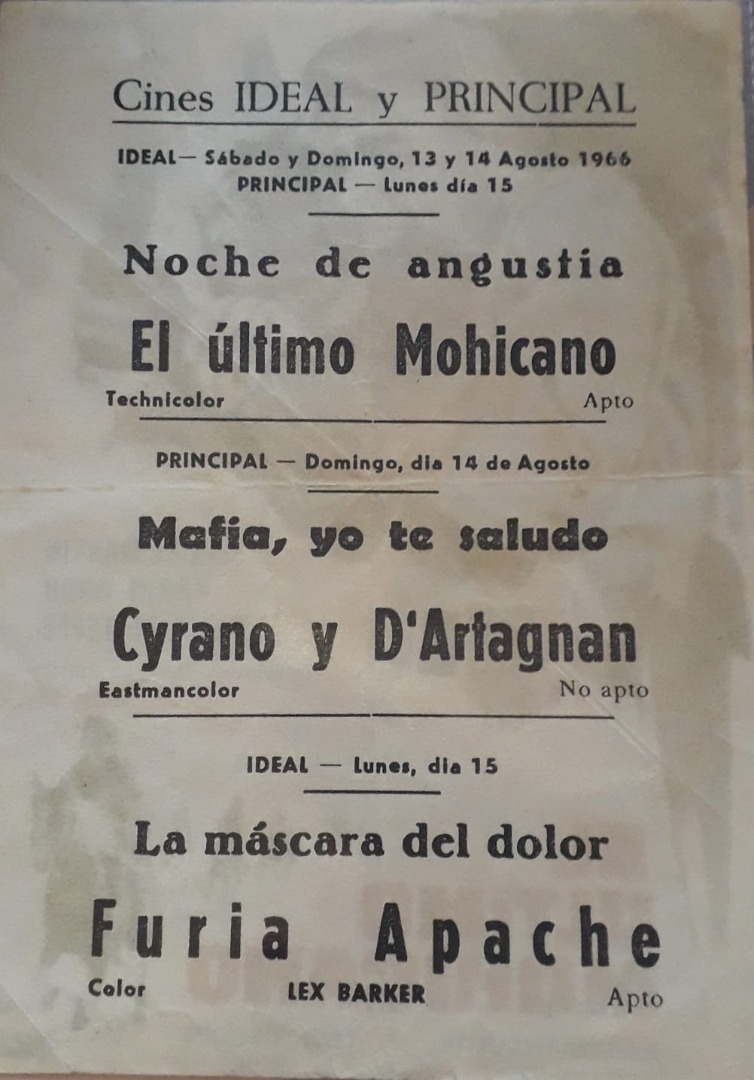 Cines IDEAL y PRINCIPAL
IDEAL— Sábado y Domingo, 13 y 14 Agosto 1966
PRINCIPAL — Lunes día 15
Noche de angustia
El último Mohicano
Technicolor Apto
PRINCIPAL — Domingo, dia 14 de Agosto
Mafia, yo te saludo
Cyrano y D'Artagnan
Eastmancolor No apto
IDEAL — Lunes, dia 15
La máscara del dolor
Furia Apache
Color LEX BARKER Apto